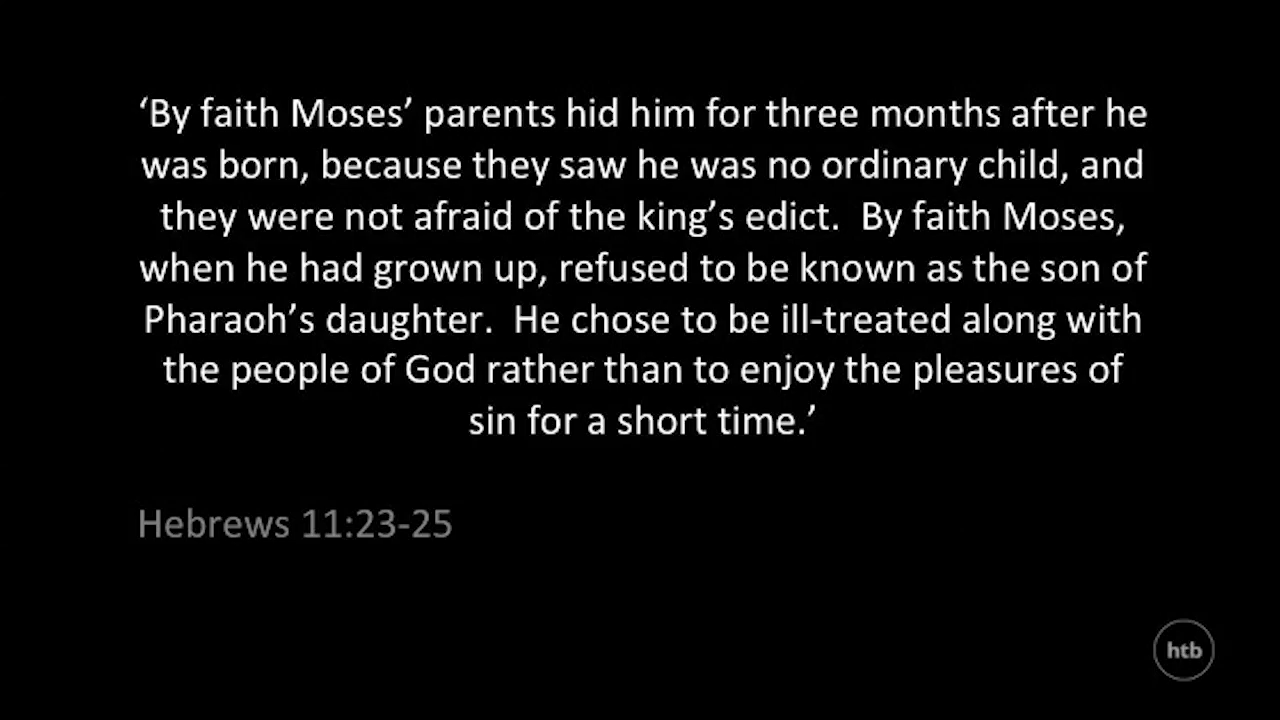 ‘By faith Moses’ parents hid him for three months after he
was born, because they saw he was no ordinary child, and
they were not afraid of the king’s edict.  By faith Moses,
when he had grown up, refused to be known as the son of
Pharaoh’s daughter.  He chose to be ill-treated along with
the people of God rather than to enjoy the pleasures of
sin for a short time.’
Hebrews 11:23-25
htb